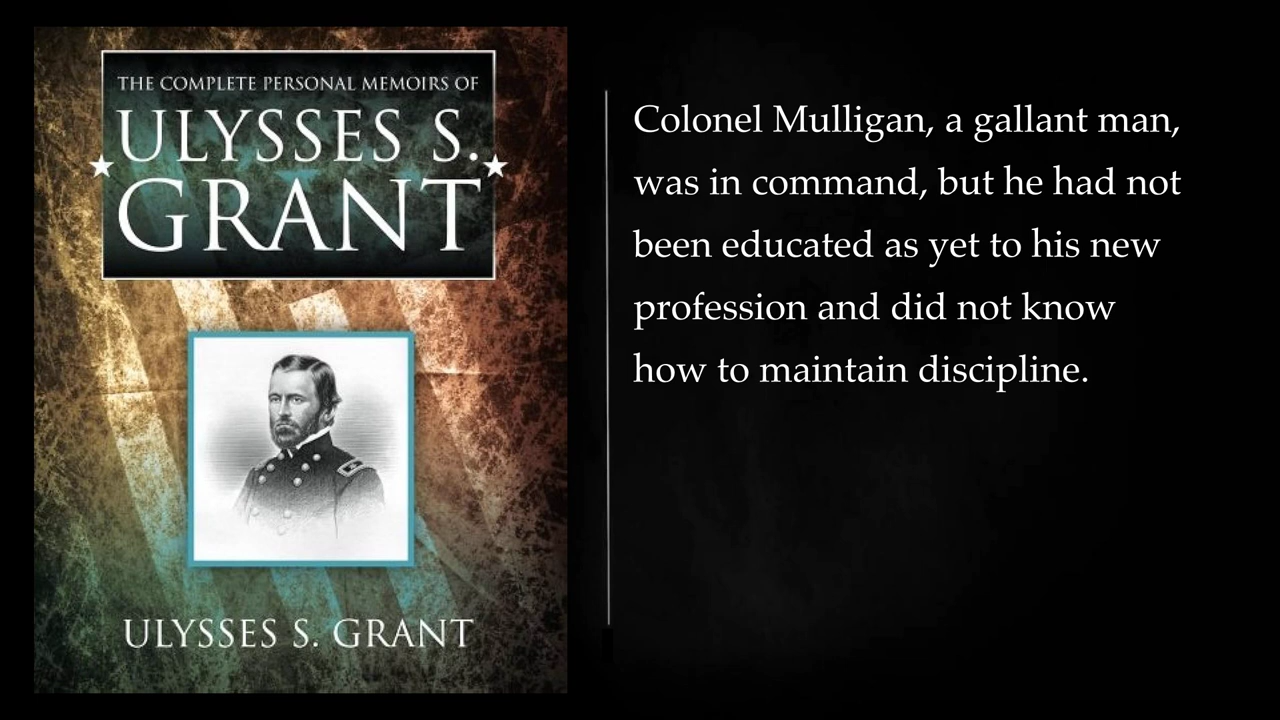 THE COMPLETE PERSONAL MEMOIRS OF
ULYSSES S.
GRANT
ULYSSES S. GRANT
Colonel Mulligan, a gallant man,
was in command, but he had not
been educated as yet to his new
profession and did not know
how to maintain discipline.